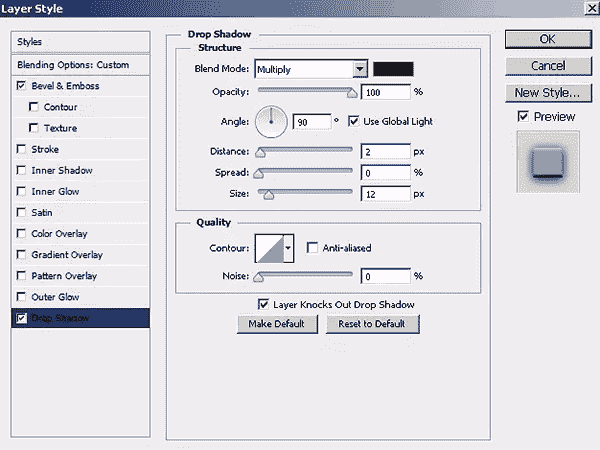 Layer Style
Styles
Blending Options: Custom
Bevel & Emboss
Contour
Texture
Stroke
Inner Shadow
Inner Glow
Satin
Color Overlay
Gradient Overlay
Pattern Overlay
Outer Glow
Drop Shadow
Drop Shadow
Structure
Blend Mode: Multiply
Opacity: 100 %
Angle: 90 ° Use Global Light
Distance: 2 px
Spread: 0 %
Size: 12 px
Quality
Contour: Anti-aliased
Noise: 0 %
Layer Knocks Out Drop Shadow
Make Default Reset to Default
OK
Cancel
New Style...
Preview